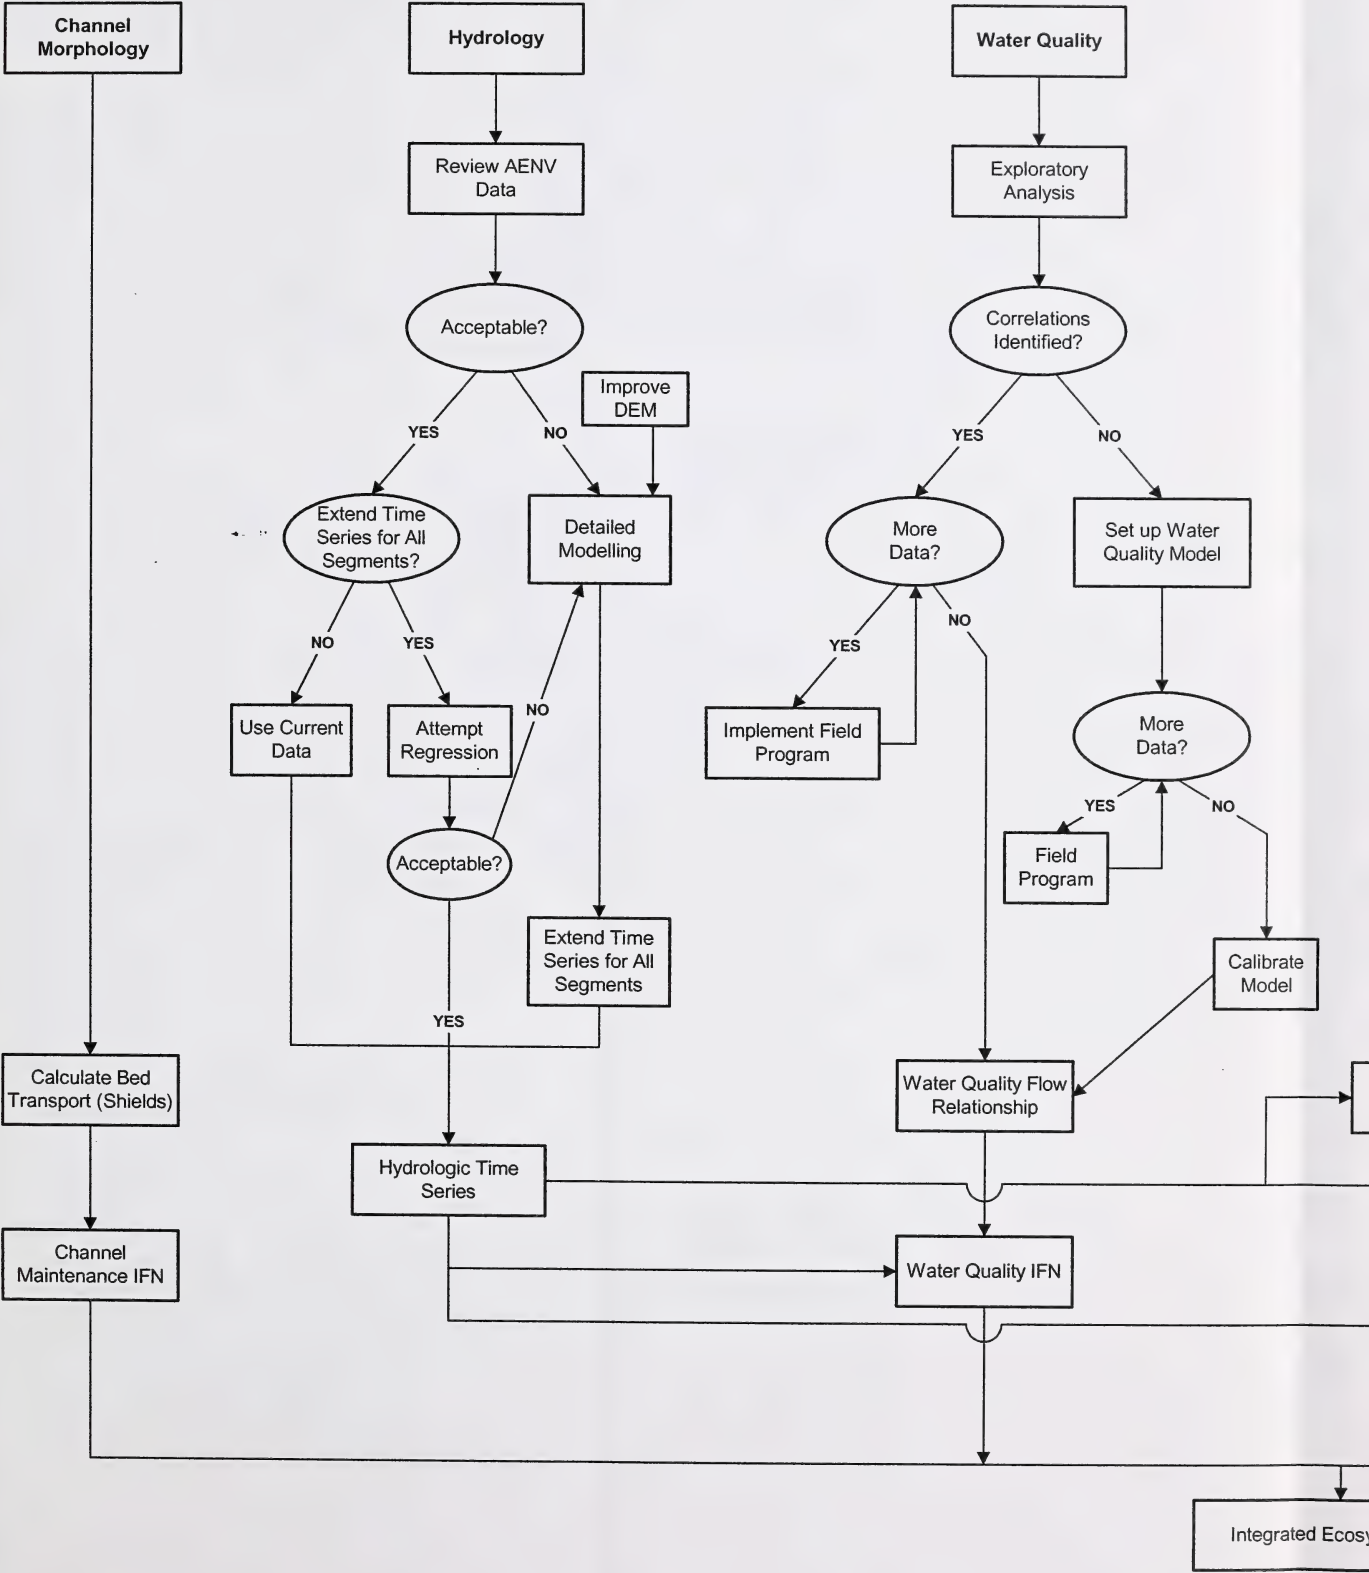 Channel
Morphology
Hydrology
Water Quality
Review AENV
Data
Exploratory
Analysis
Acceptable?
Correlations
Identified?
Improve
DEM
YES
NO
YES
NO
Extend Time
Series for All
Segments?
Detailed
Modelling
More
Data?
Set up Water
Quality Model
NO
YES
NO
YES
NO
Use Current
Data
Attempt
Regression
Implement Field
Program
More
Data?
Acceptable?
YES
NO
Field
Program
Extend Time
Series for All
Segments
Calibrate
Model
YES
Calculate Bed
Transport (Shields)
Water Quality Flow
Relationship
Hydrologic Time
Series
Channel
Maintenance IFN
Water Quality IFN
Integrated Ecosy